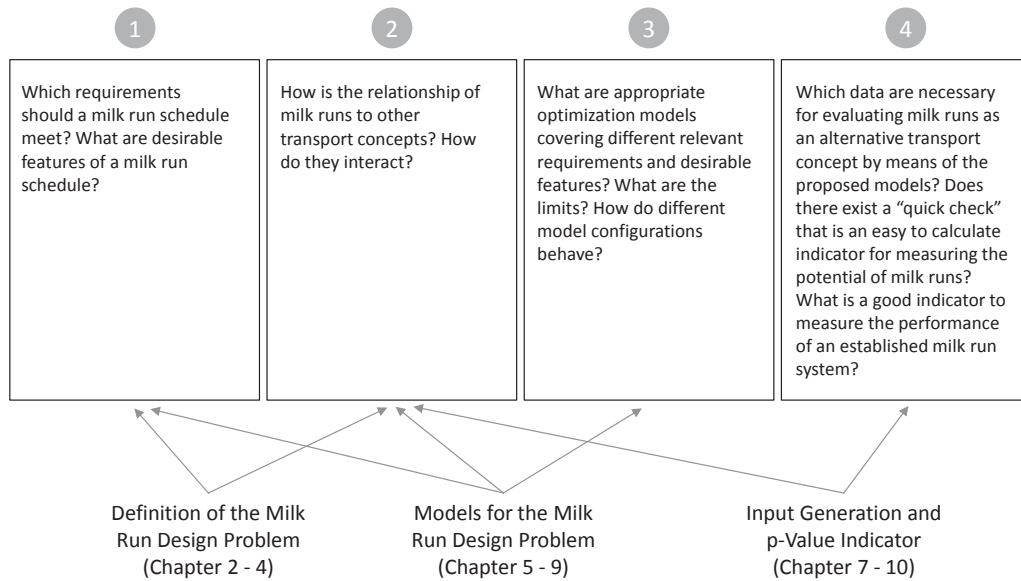 1
2
3
4
Which requirements
should a milk run schedule
meet? What are desirable
features of a milk run
schedule?
How is the relationship of
milk runs to other
transport concepts? How
do they interact?
What are appropriate
optimization models
covering different relevant
requirements and desirable
features? What are the
limits? How do different
model configurations
behave?
Which data are necessary
for evaluating milk runs as
an alternative transport
concept by means of the
proposed models? Does
there exist a “quick check”
that is an easy to calculate
indicator for measuring the
potential of milk runs?
What is a good indicator to
measure the performance
of an established milk run
system?
Definition of the Milk
Run Design Problem
(Chapter 2 - 4)
Models for the Milk
Run Design Problem
(Chapter 5 - 9)
Input Generation and
p-Value Indicator
(Chapter 7 - 10)